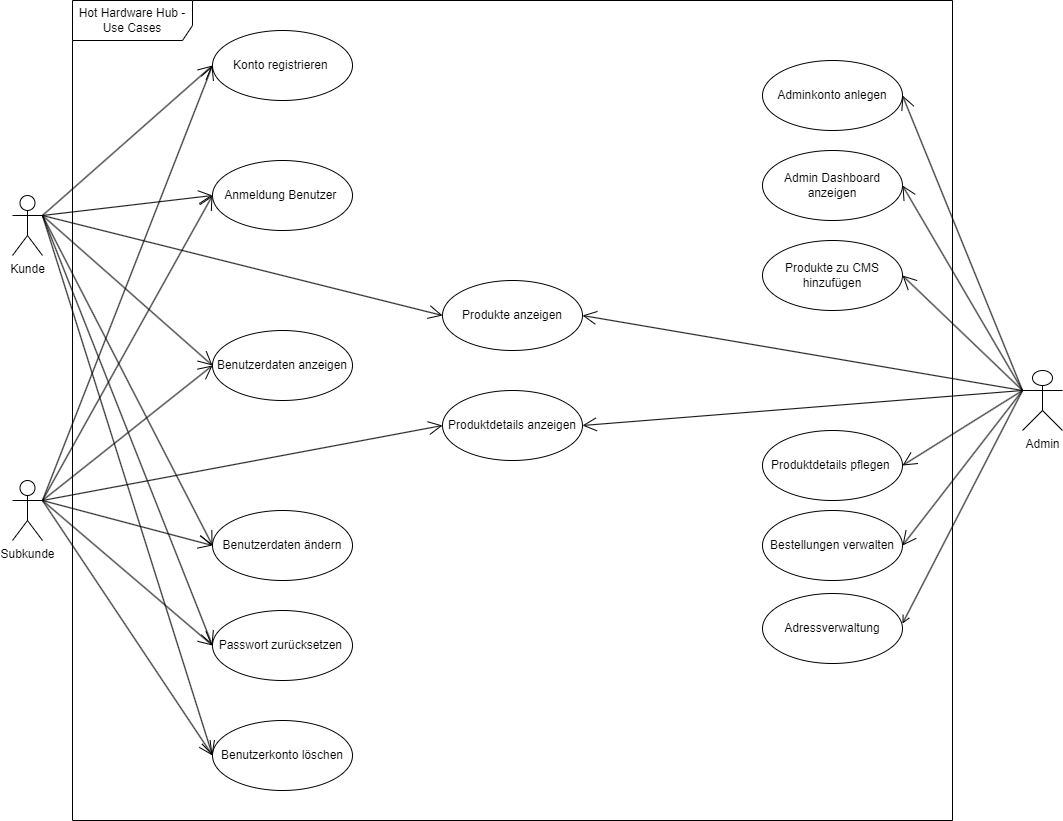 Hot Hardware Hub -
Use Cases
Konto registrieren
Adminkonto anlegen
Anmeldung Benutzer
Admin Dashboard
anzeigen
Kunde
Produkte zu CMS
hinzufügen
Produkte anzeigen
Benutzerdaten anzeigen
Produktdetails anzeigen
Admin
Produktdetails pflegen
Subkunde
Benutzerdaten ändern
Bestellungen verwalten
Passwort zurücksetzen
Adressverwaltung
Benutzerkonto löschen